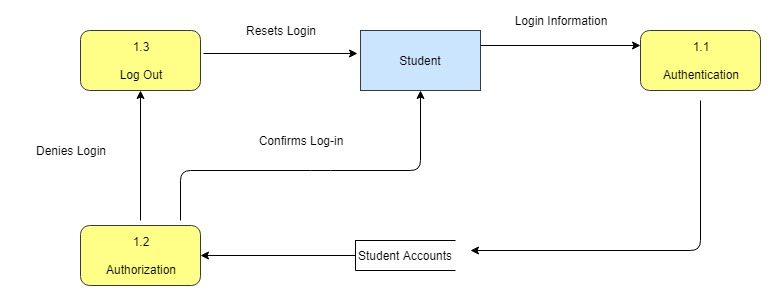 Login Information
Resets Login
1.3
Log Out
Student
1.1
Authentication
Denies Login
Confirms Log-in
1.2
Authorization
Student Accounts